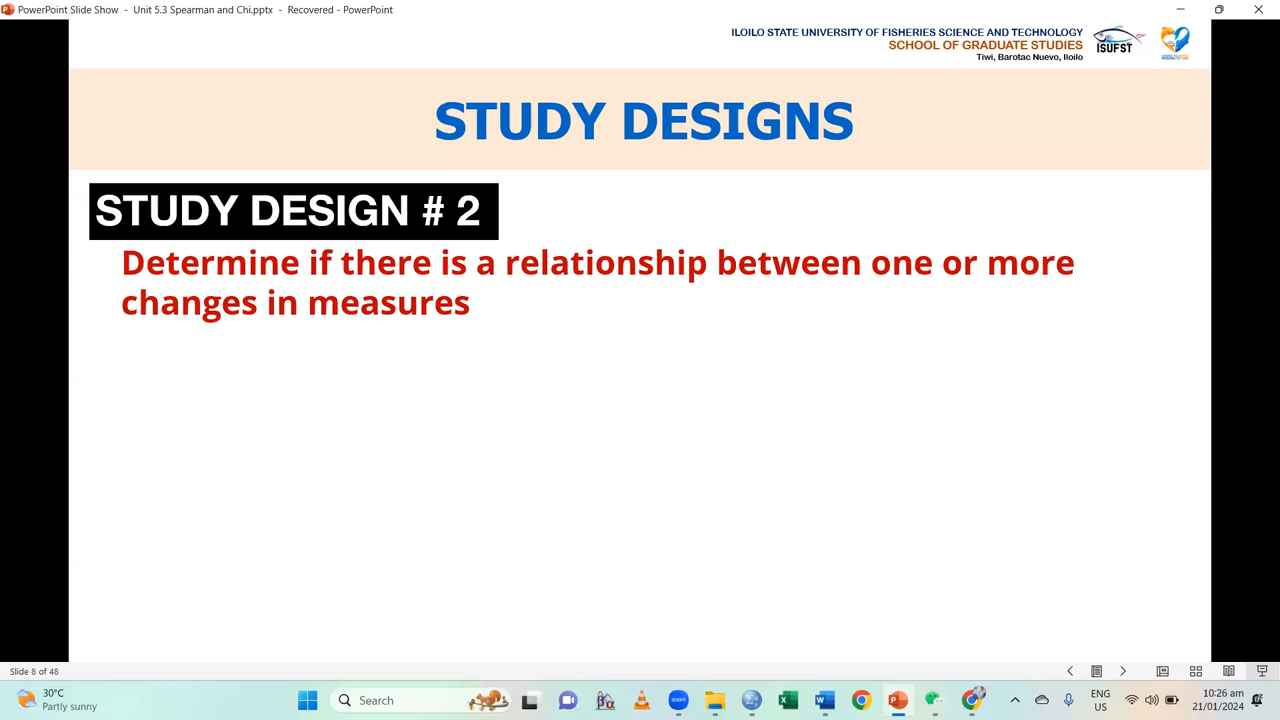 PowerPoint Slide Show - Unit 5.3 Spearman and Chi.pptx - Recovered - PowerPoint
ILOILO STATE UNIVERSITY OF FISHERIES SCIENCE AND TECHNOLOGY
SCHOOL OF GRADUATE STUDIES
Tiwi, Barotac Nuevo, Iloilo
ISUFST
STUDY DESIGNS
STUDY DESIGN # 2
Determine if there is a relationship between one or more
changes in measures
Slide 8 of 48
30°C
Partly sunny
Search
zoom
ENG
US
10:26 am
21/01/2024